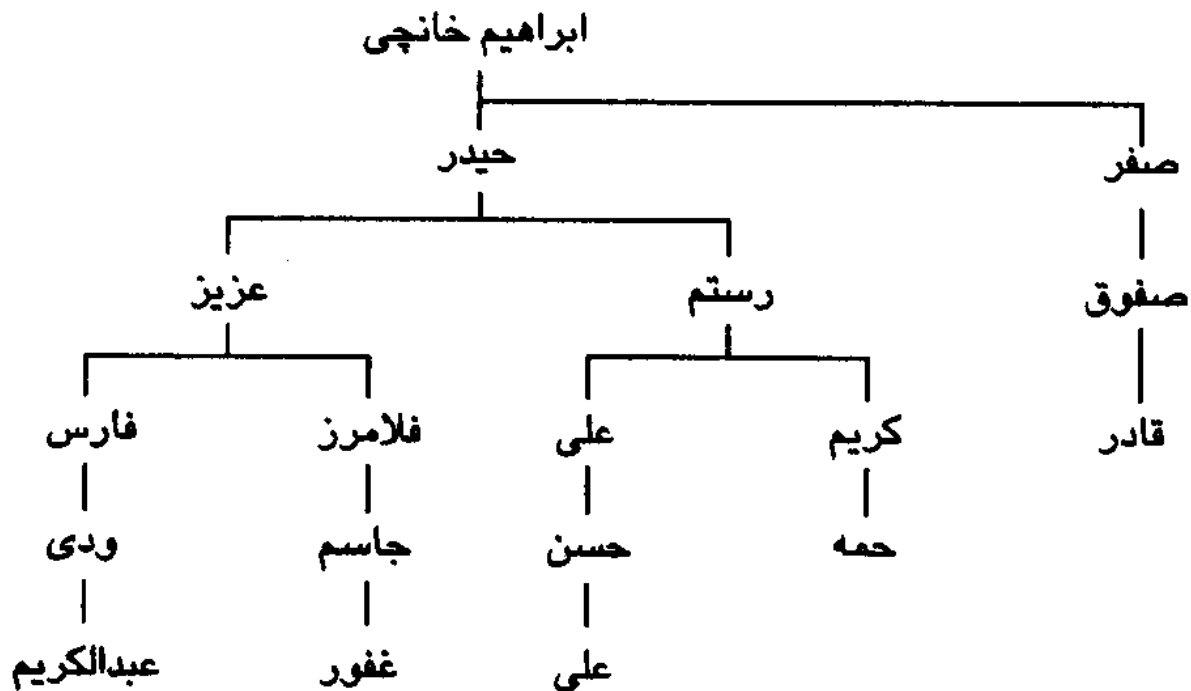 ابراهیم خانچی
حیدر
صفر
عزیز
رستم
صفوق
فارس
فلامرز
علی
کریم
قادر
ودی
جاسم
حسن
حمه
عبدالکریم
غفور
علی